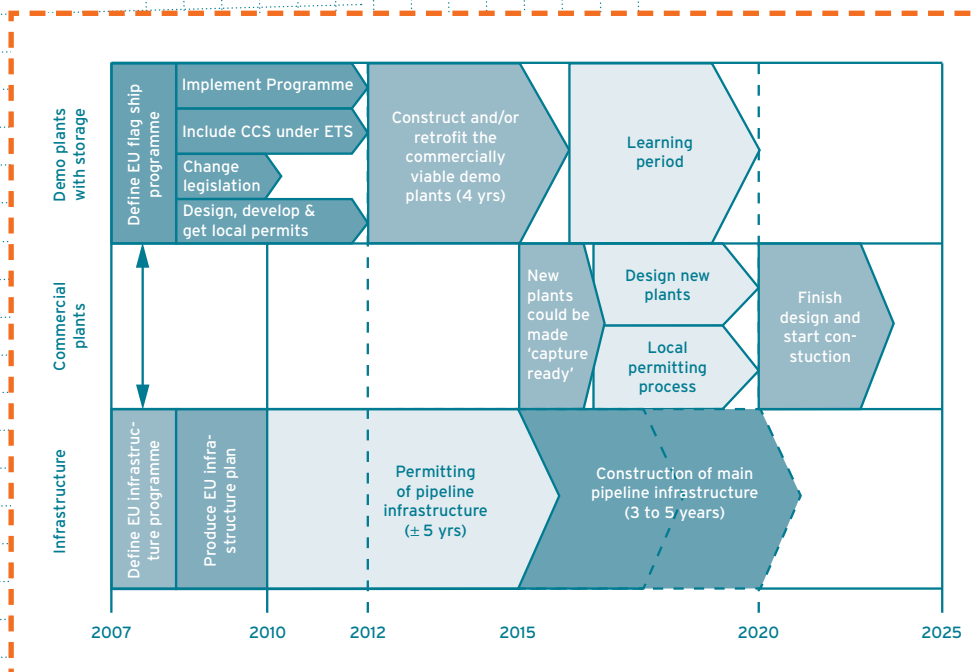 Demo plants
with storage
Define EU flag ship
programme
Implement Programme
Include CCS under ETS
Change
legislation
Design, develop &
get local permits
Construct and/or
retrofit the
commercially
viable demo
plants (4 yrs)
Learning
period
Commercial
plants
New
plants
could be
made
‘capture
ready’
Design new
plants
Local
permitting
process
Finish
design and
start con-
stuction
Infrastructure
Define EU infrastruc-
ture programme
Produce EU infra-
structure plan
Permitting
of pipeline
infrastructure
(± 5 yrs)
Construction of main
pipeline infrastructure
(3 to 5 years)
2007 2010 2012 2015 2020 2025